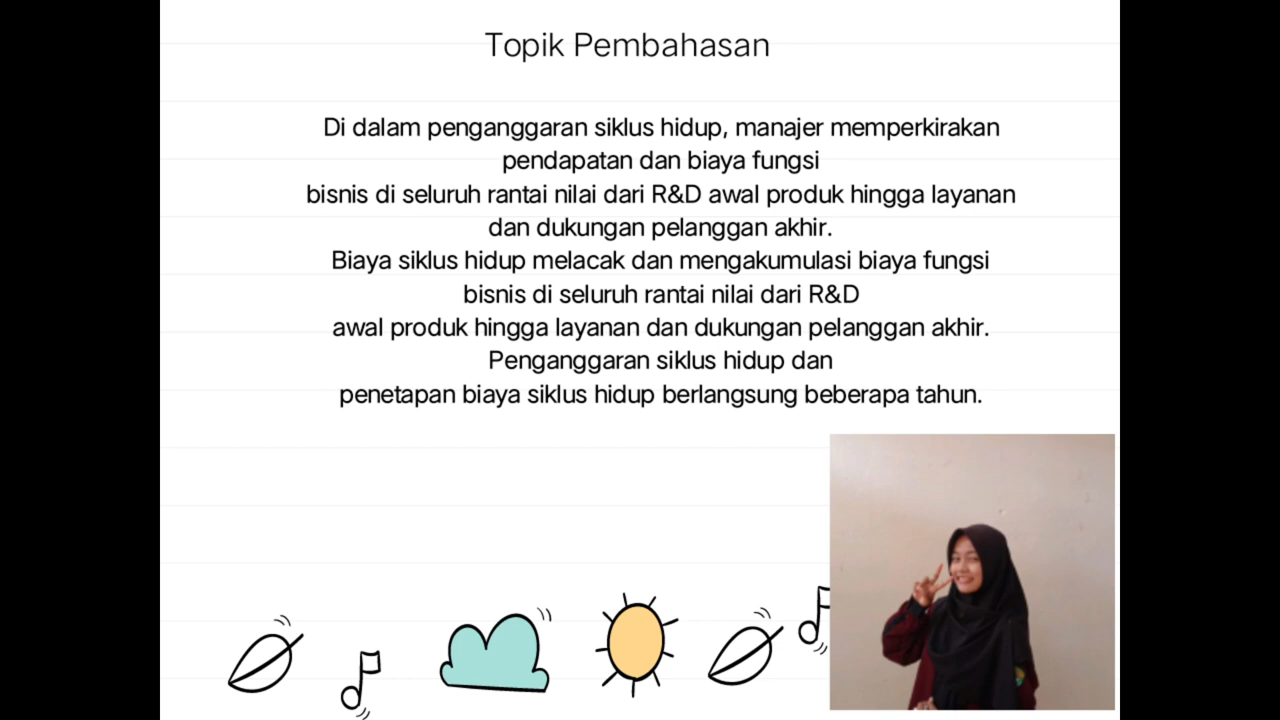 Topik Pembahasan
Di dalam penganggaran siklus hidup, manajer memperkirakan
pendapatan dan biaya fungsi
bisnis di seluruh rantai nilai dari R&D awal produk hingga layanan
dan dukungan pelanggan akhir.
Biaya siklus hidup melacak dan mengakumulasi biaya fungsi
bisnis di seluruh rantai nilai dari R&D
awal produk hingga layanan dan dukungan pelanggan akhir.
Penganggaran siklus hidup dan
penetapan biaya siklus hidup berlangsung beberapa tahun.